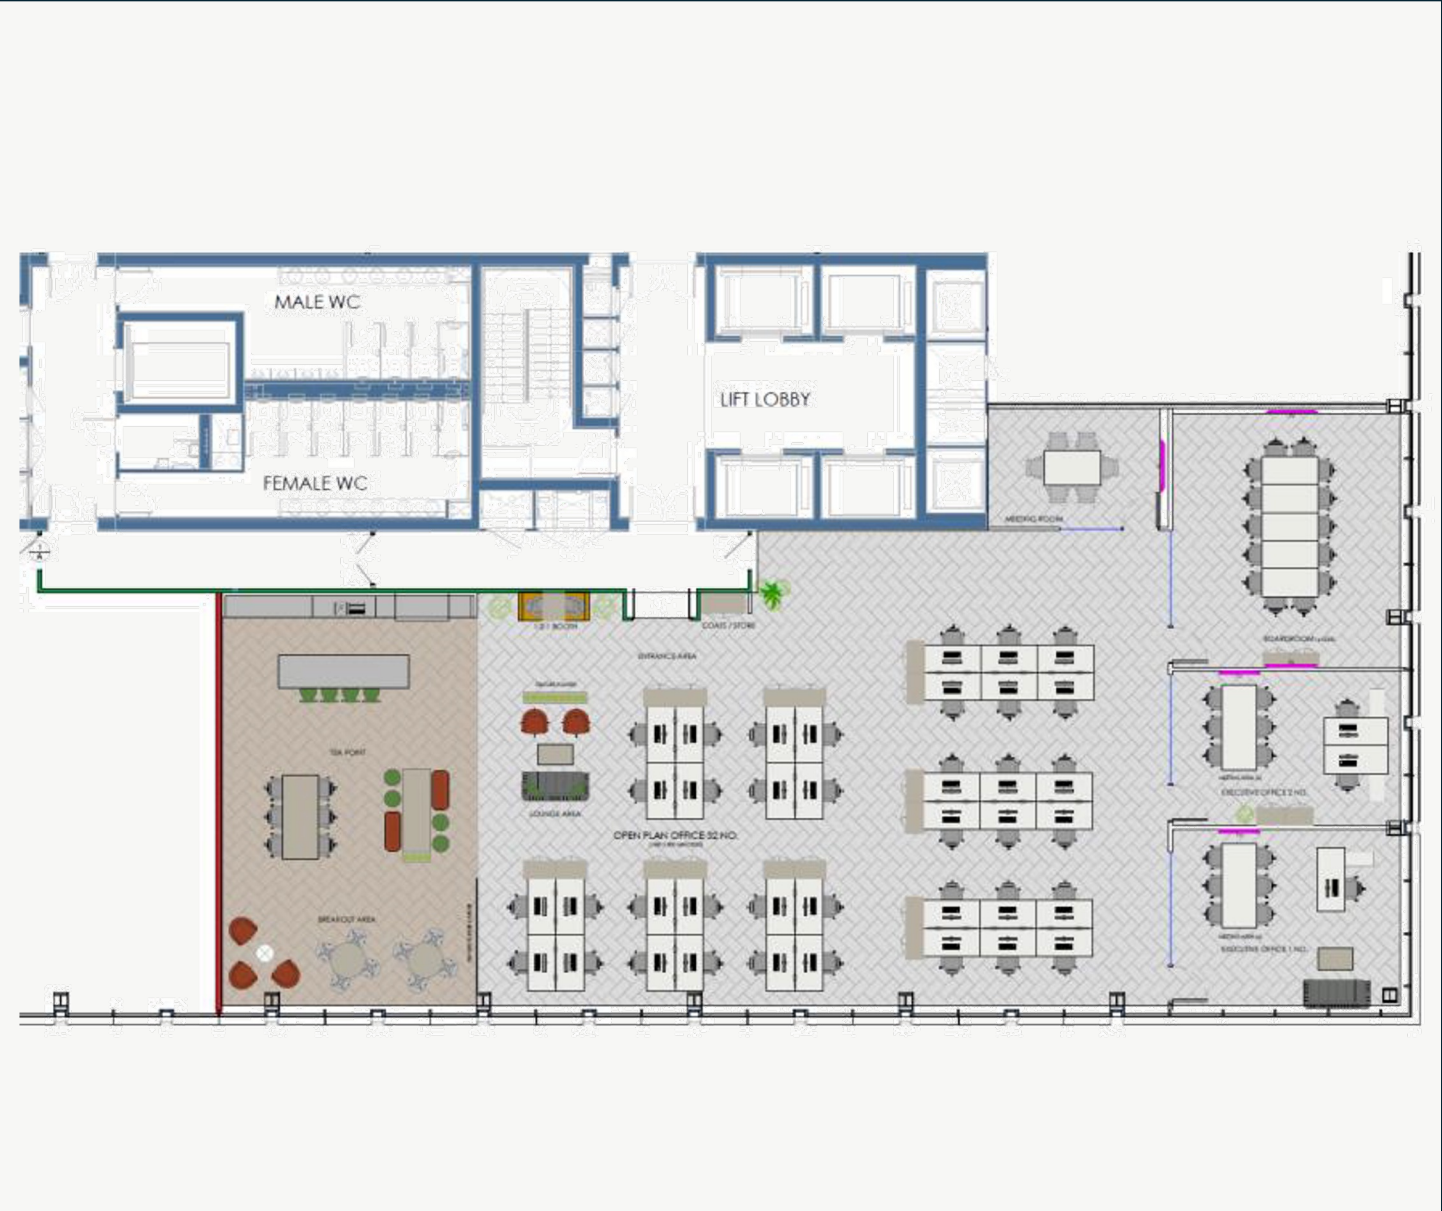 MALE WC
LIFT LOBBY
FEMALE WC
MEETING ROOM
1:2:1 BOOTH
COATS / STORE
BOARDROOM
ENTRANCE AREA
TEA POINT
EXECUTIVE OFFICE 2 NO.
LOUNGE AREA
OPEN PLAN OFFICE 52 NO.
BREAKOUT AREA
EXECUTIVE OFFICE 1 NO.